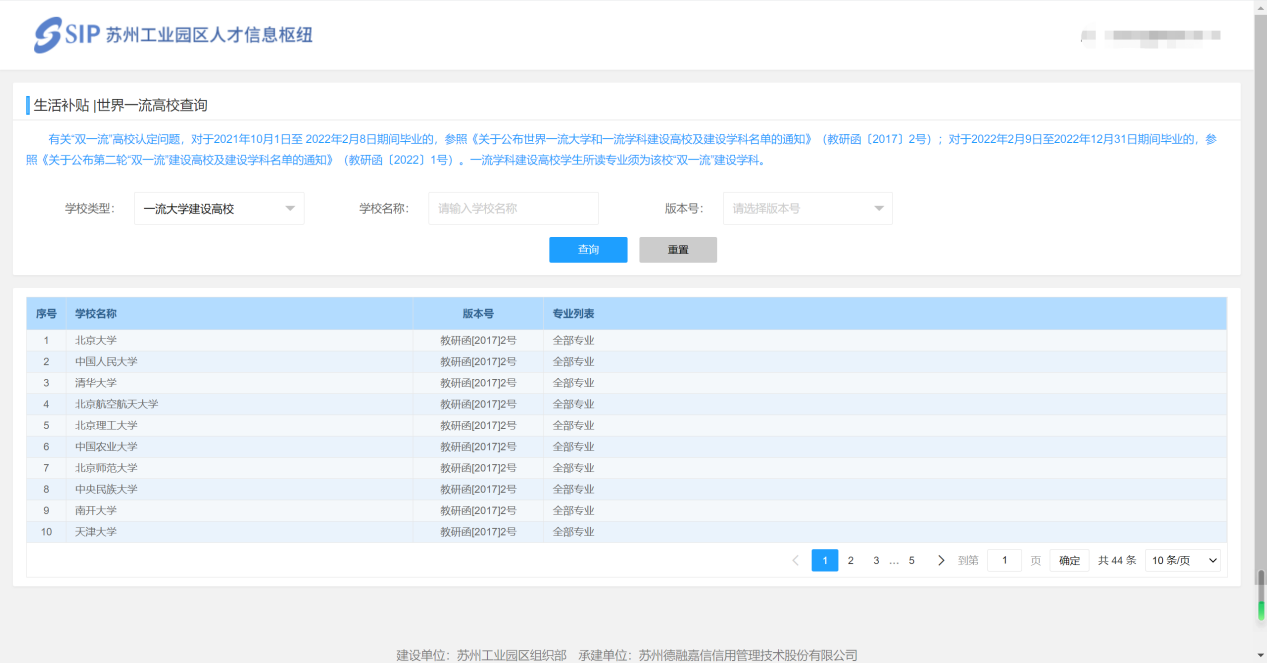 SIP 苏州工业园区人才信息枢纽
生活补贴 |世界一流高校查询
有关“双一流”高校认定问题，对于2021年10月1日至 2022年2月8日期间毕业的，参照《关于公布世界一流大学和一流学科建设高校及建设学科名单的通知》（教研函〔2017〕2号）；对于2022年2月9日至2022年12月31日期间毕业的，参
照《关于公布第二轮“双一流”建设高校及建设学科名单的通知》（教研函〔2022〕1号）。一流学科建设高校学生所读专业须为该校“双一流”建设学科。
学校类型： 一流大学建设高校 学校名称： 请输入学校名称 版本号： 请选择版本号
查询 重置
序号 学校名称 版本号 专业列表
1 北京大学 教研函[2017]2号 全部专业
2 中国人民大学 教研函[2017]2号 全部专业
3 清华大学 教研函[2017]2号 全部专业
4 北京航空航天大学 教研函[2017]2号 全部专业
5 北京理工大学 教研函[2017]2号 全部专业
6 中国农业大学 教研函[2017]2号 全部专业
7 北京师范大学 教研函[2017]2号 全部专业
8 中央民族大学 教研函[2017]2号 全部专业
9 南开大学 教研函[2017]2号 全部专业
10 天津大学 教研函[2017]2号 全部专业
1 2 3 … 5 到第 1 页 确定 共 44 条 10 条/页
建设单位：苏州工业园区组织部 承建单位：苏州德融嘉信信用管理技术股份有限公司